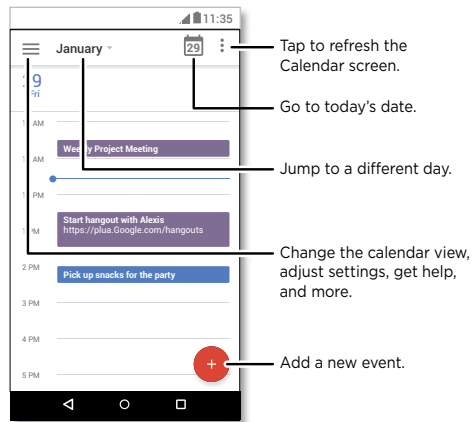 11:35
January
29
Tap to refresh the
Calendar screen.
Fri
Go to today's date.
AM
Project Meeting
AM
Jump to a different day.
PM
Start hangout with Alexis
https://plua.Google.com/hangouts
PM
Change the calendar view,
adjust settings, get help,
and more.
2 PM
Pick up snacks for the party
3 PM
4 PM
+
Add a new event.
5 PM